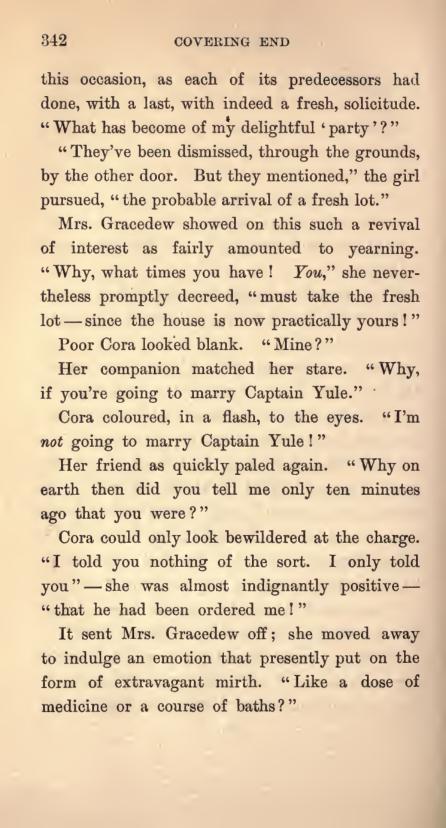 342 COVERING END
this occasion, as each of its predecessors had
done, with a last, with indeed a fresh, solicitude.
“What has become of my delightful ‘party’?”
“They've been dismissed, through the grounds,
by the other door. But they mentioned,” the girl
pursued, “the probable arrival of a fresh lot.”
Mrs. Gracedew showed on this such a revival
of interest as fairly amounted to yearning.
“Why, what times you have! You,” she never-
theless promptly decreed, “must take the fresh
lot — since the house is now practically yours!”
Poor Cora looked blank. “Mine?”
Her companion matched her stare. “Why,
if you're going to marry Captain Yule.”
Cora coloured, in a flash, to the eyes. “I'm
not going to marry Captain Yule!”
Her friend as quickly paled again. “Why on
earth then did you tell me only ten minutes
ago that you were?”
Cora could only look bewildered at the charge.
“I told you nothing of the sort. I only told
you” — she was almost indignantly positive —
“that he had been ordered me!”
It sent Mrs. Gracedew off; she moved away
to indulge an emotion that presently put on the
form of extravagant mirth. “Like a dose of
medicine or a course of baths?”